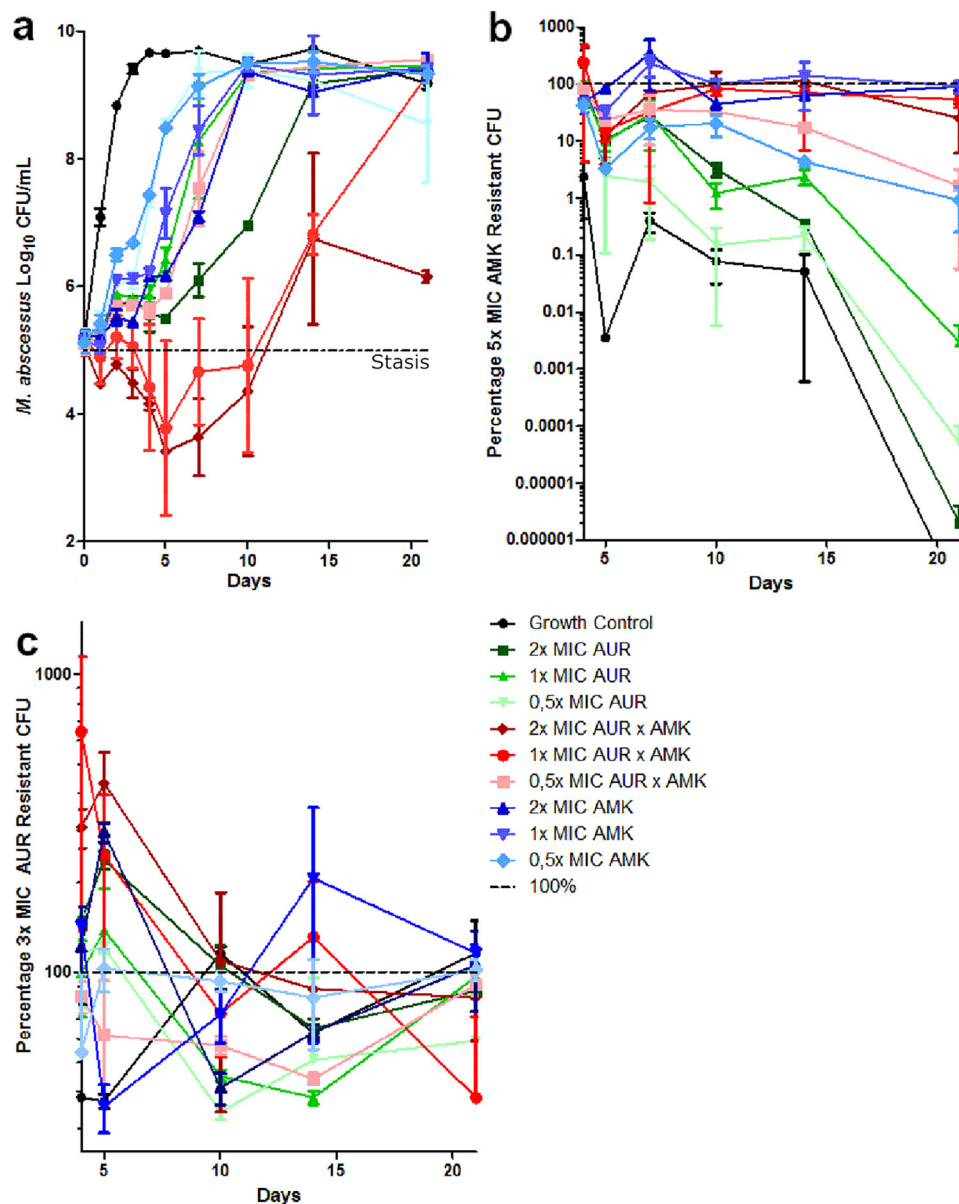 a
M. abscessus Log10 CFU/mL
10
8
6
4
2
Stasis
0
5
10
15
20
Days
b
Percentage 5x MIC AMK Resistant CFU
1000
100
10
1
0.1
0.01
0.001
0.0001
0.00001
0.000001
5
10
15
20
Days
c
Percentage 3x MIC AUR Resistant CFU
1000
100
5
10
15
20
Days
Growth Control
2x MIC AUR
1x MIC AUR
0,5x MIC AUR
2x MIC AUR x AMK
1x MIC AUR x AMK
0,5x MIC AUR x AMK
2x MIC AMK
1x MIC AMK
0,5x MIC AMK
100%